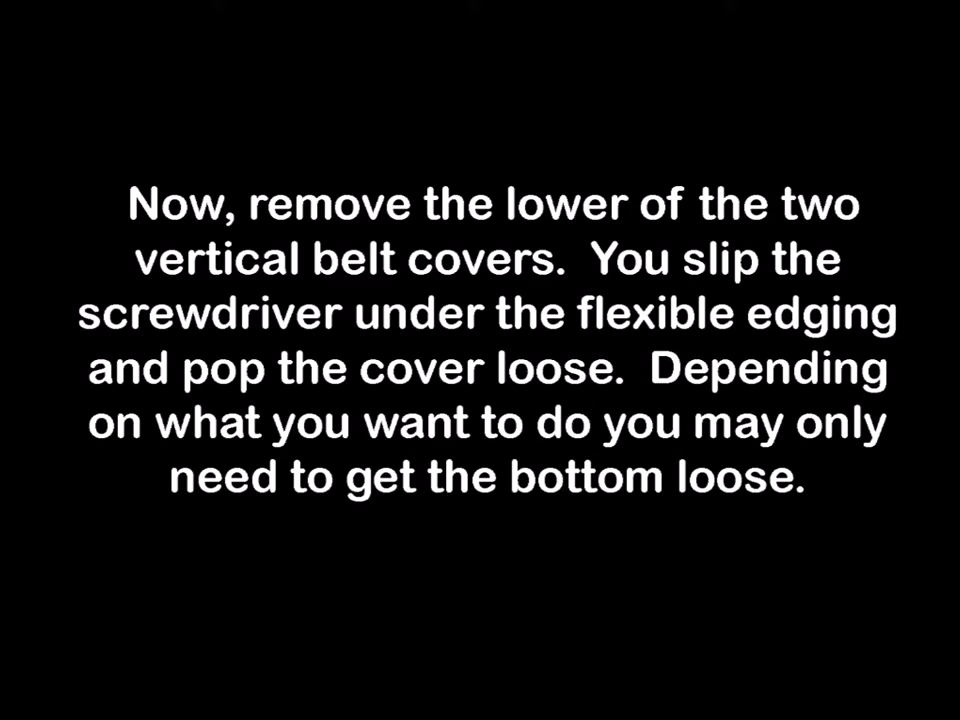 Now, remove the lower of the two
vertical belt covers.  You slip the
screwdriver under the flexible edging
and pop the cover loose.  Depending
on what you want to do you may only
need to get the bottom loose.